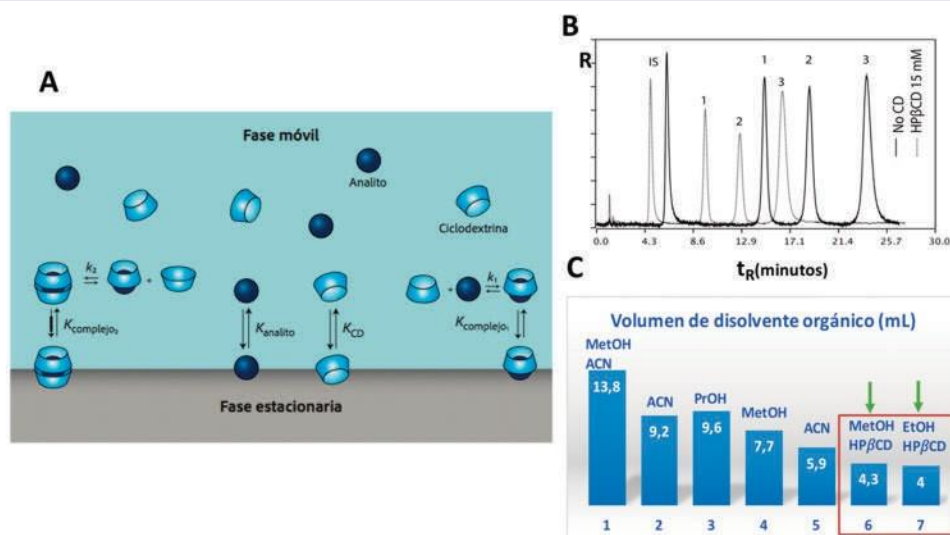 A
Fase móvil
Analito
Ciclodextrina
k₂
+
+
k₁
Kcomplejo₂
Kanalito
KCD
Kcomplejo₁
Fase estacionaria
B
R
IS
1
2
1
3
2
3
No CD
HPβCD 15 mM
0.0 4.3 8.6 12.9 17.1 21.4 25.7 30.0
tR(minutos)
C
Volumen de disolvente orgánico (mL)
MetOH
ACN
13,8
ACN
9,2
PrOH
9,6
MetOH
7,7
ACN
5,9
MetOH
HPβCD
4,3
EtOH
HPβCD
4
1 2 3 4 5 6 7